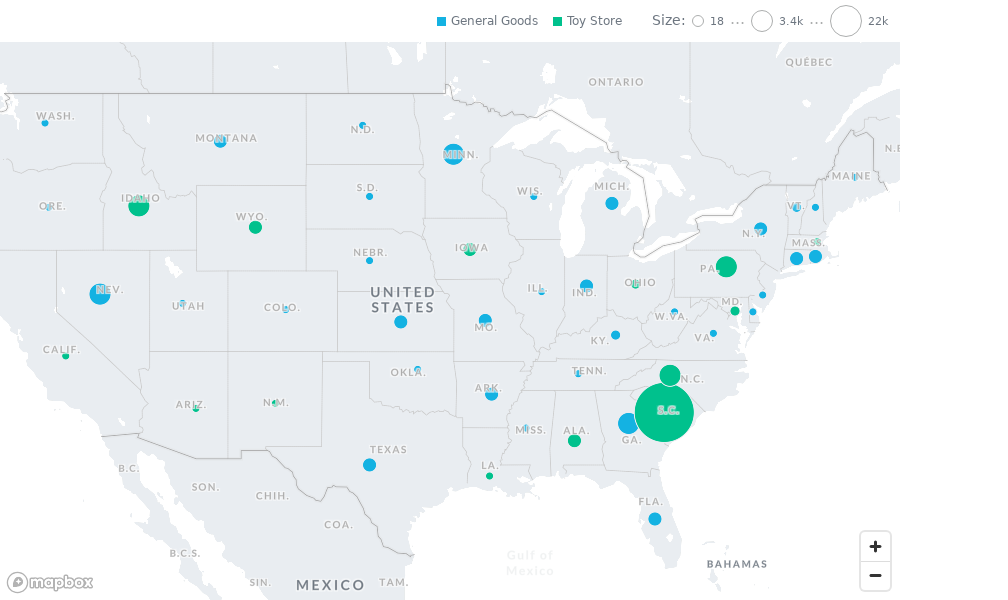 General Goods Toy Store Size: 18 ··· 3.4k ··· 22k
QUÉBEC
ONTARIO
WASH.
MONTANA
N.D.
MINN.
N.B
MAINE
IDAHO
ORE.
WYO.
S.D.
WIS.
MICH.
VT.
N.Y.
MASS.
NEBR.
IOWA
PA.
NEV.
UTAH
COLO.
UNITED
STATES
ILL.
IND.
OHIO
MD.
W.VA.
VA.
MO.
KY.
CALIF.
OKLA.
ARK.
TENN.
N.C.
ARIZ.
N.M.
S.C.
MISS.
ALA.
GA.
TEXAS
LA.
FLA.
B.C.
SON.
CHIH.
COA.
B.C.S.
Gulf of
Mexico
BAHAMAS
SIN.
MEXICO
TAM.
mapbox
+
−